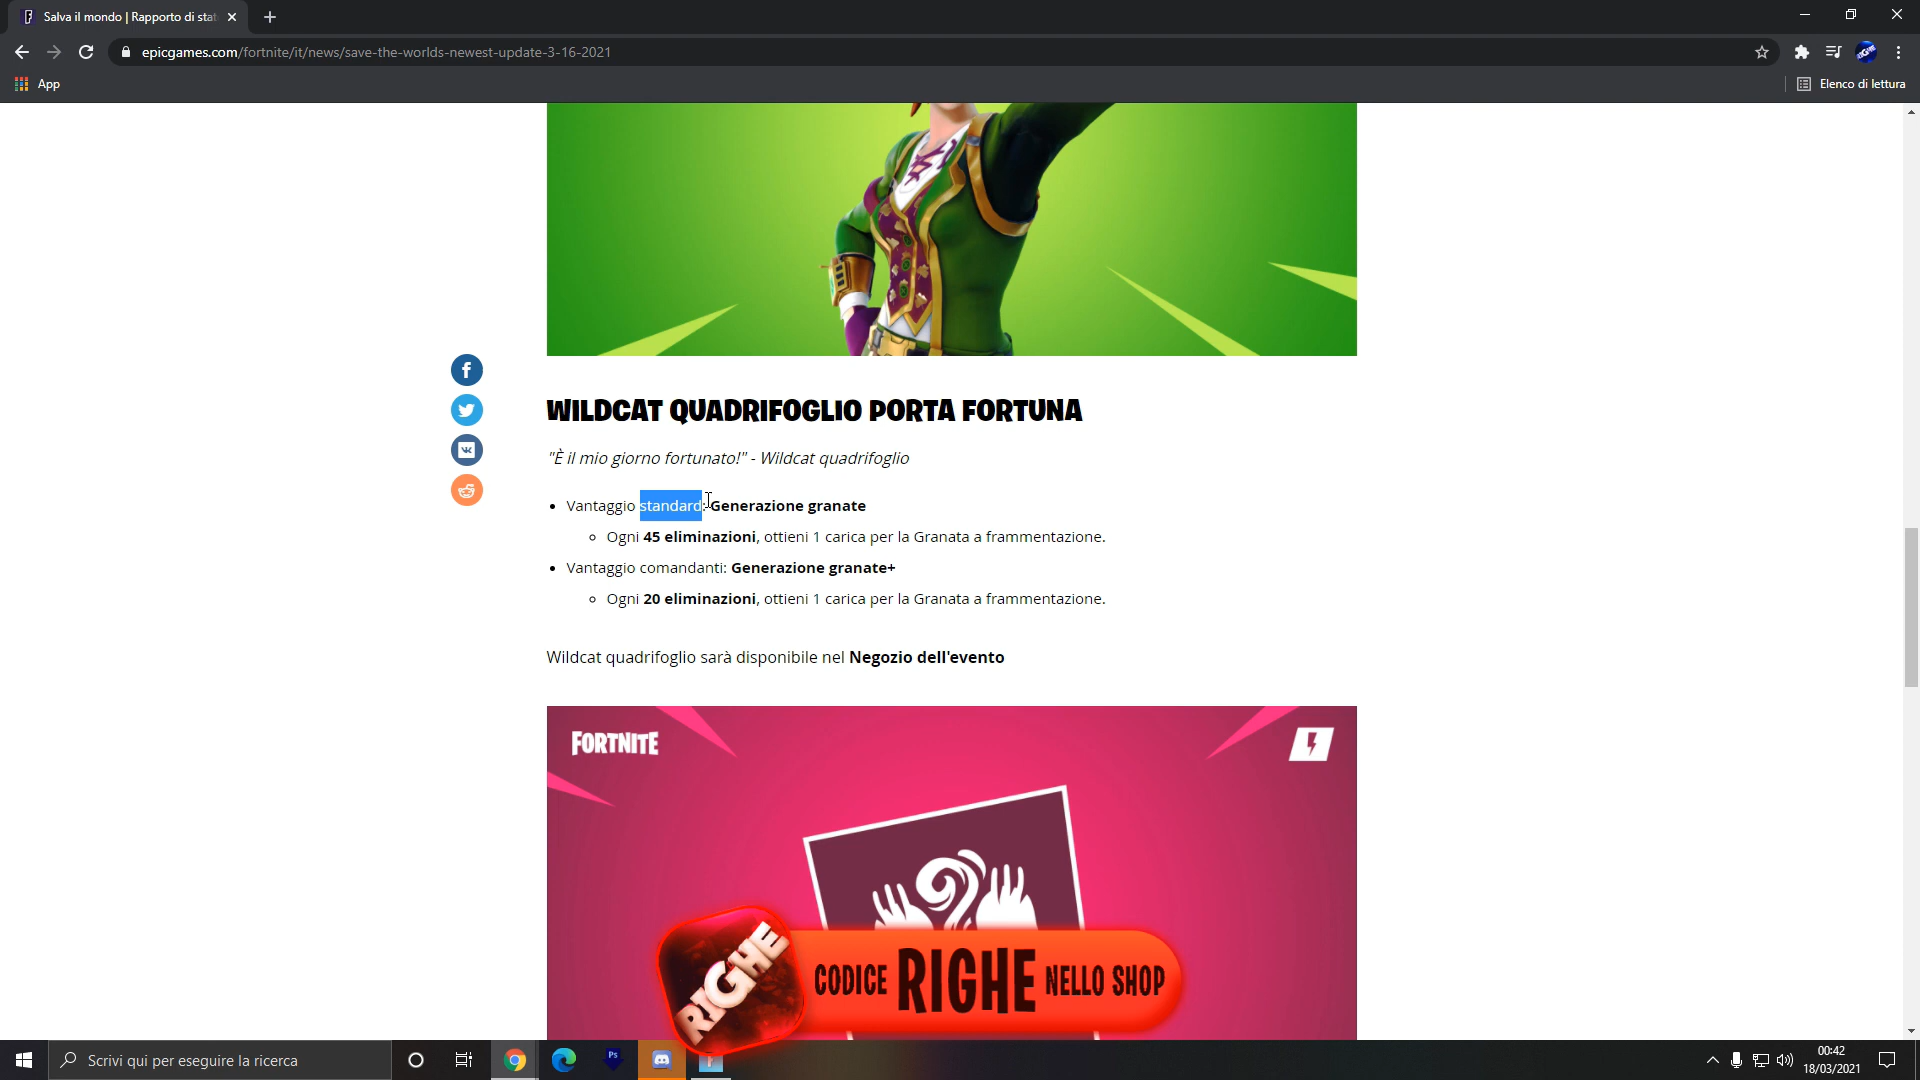 Salva il mondo | Rapporto di stat
epicgames.com/fortnite/it/news/save-the-worlds-newest-update-3-16-2021
RIGHE
App
Elenco di lettura
WILDCAT QUADRIFOGLIO PORTA FORTUNA
"È il mio giorno fortunato!" - Wildcat quadrifoglio
Vantaggio standard: Generazione granate
Ogni 45 eliminazioni, ottieni 1 carica per la Granata a frammentazione.
Vantaggio comandanti: Generazione granate+
Ogni 20 eliminazioni, ottieni 1 carica per la Granata a frammentazione.
Wildcat quadrifoglio sarà disponibile nel Negozio dell'evento
FORTNITE
RIGHE
CODICE RIGHE NELLO SHOP
Scrivi qui per eseguire la ricerca
Ps
00:42
18/03/2021